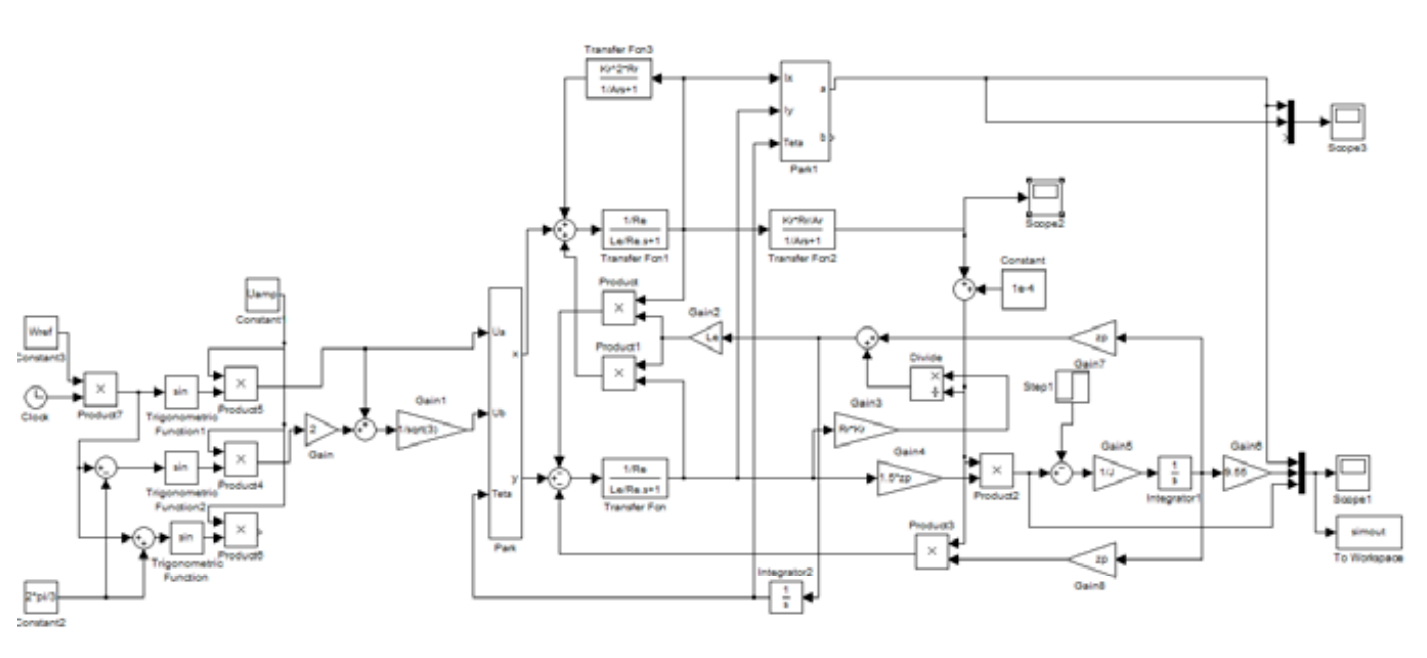 Transfer Fcn3
Kr^2*Rr
1/Ars+1
Ix
Iy
Teta
a
b
Park1
Scope3
1/Re
Le/Re.s+1
Transfer Fcn1
Kr*Rr/Ar
1/Ars+1
Transfer Fcn2
Scope2
Constant
1e-4
Uamp
Constant1
Wref
Constant3
Clock
×
Product7
sin
Trigonometric
Function1
×
Product5
sin
Trigonometric
Function2
×
Product4
sin
Trigonometric
Function
×
Product6
2*pi/3
Constant2
2
Gain
Gain1
1/sqrt(3)
Ua
Ub
Teta
x
y
Park
Product
×
Product1
×
Gain2
Le
1/Re
Le/Re.s+1
Transfer Fcn
zp
Gain7
Divide
×
÷
Gain3
Rr*Kr
Gain4
1.5*zp
×
Product2
Step1
Gain5
1/J
1
s
Integrator1
Gain6
9.55
Scope1
simout
To Workspace
Product3
×
zp
Gain8
Integrator2
1
s